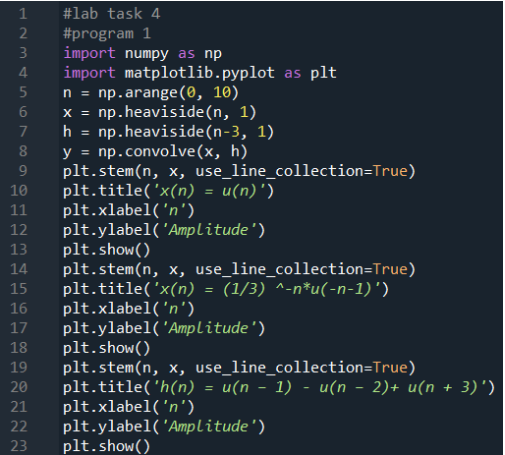 1 #lab task 4
2 #program 1
3 import numpy as np
4 import matplotlib.pyplot as plt
5 n = np.arange(0, 10)
6 x = np.heaviside(n, 1)
7 h = np.heaviside(n-3, 1)
8 y = np.convolve(x, h)
9 plt.stem(n, x, use_line_collection=True)
10 plt.title('x(n) = u(n)')
11 plt.xlabel('n')
12 plt.ylabel('Amplitude')
13 plt.show()
14 plt.stem(n, x, use_line_collection=True)
15 plt.title('x(n) = (1/3) ^-n*u(-n-1)')
16 plt.xlabel('n')
17 plt.ylabel('Amplitude')
18 plt.show()
19 plt.stem(n, x, use_line_collection=True)
20 plt.title('h(n) = u(n − 1) - u(n − 2)+ u(n + 3)')
21 plt.xlabel('n')
22 plt.ylabel('Amplitude')
23 plt.show()